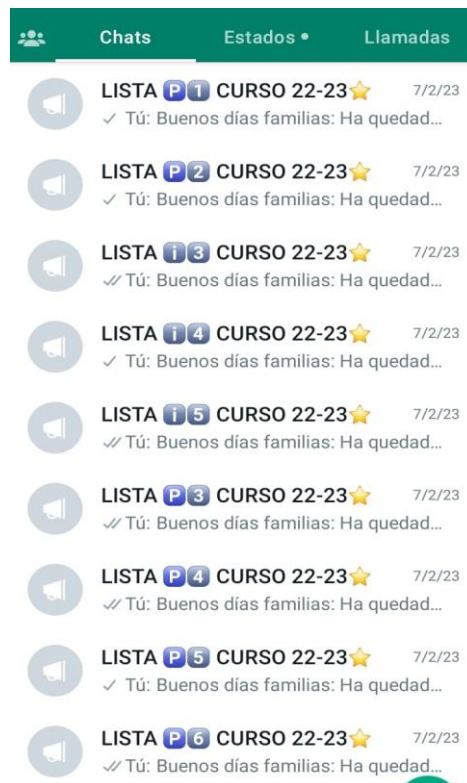 Chats Estados • Llamadas
LISTA 🅿️1️⃣ CURSO 22-23⭐ 7/2/23
✓ Tú: Buenos días familias: Ha quedad...
LISTA 🅿️2️⃣ CURSO 22-23⭐ 7/2/23
✓ Tú: Buenos días familias: Ha quedad...
LISTA ℹ️3️⃣ CURSO 22-23⭐ 7/2/23
✓✓ Tú: Buenos días familias: Ha quedad...
LISTA ℹ️4️⃣ CURSO 22-23⭐ 7/2/23
✓ Tú: Buenos días familias: Ha quedad...
LISTA ℹ️5️⃣ CURSO 22-23⭐ 7/2/23
✓✓ Tú: Buenos días familias: Ha quedad...
LISTA 🅿️3️⃣ CURSO 22-23⭐ 7/2/23
✓✓ Tú: Buenos días familias: Ha quedad...
LISTA 🅿️4️⃣ CURSO 22-23⭐ 7/2/23
✓✓ Tú: Buenos días familias: Ha quedad...
LISTA 🅿️5️⃣ CURSO 22-23⭐ 7/2/23
✓ Tú: Buenos días familias: Ha quedad...
LISTA 🅿️6️⃣ CURSO 22-23⭐ 7/2/23
✓✓ Tú: Buenos días familias: Ha quedad...